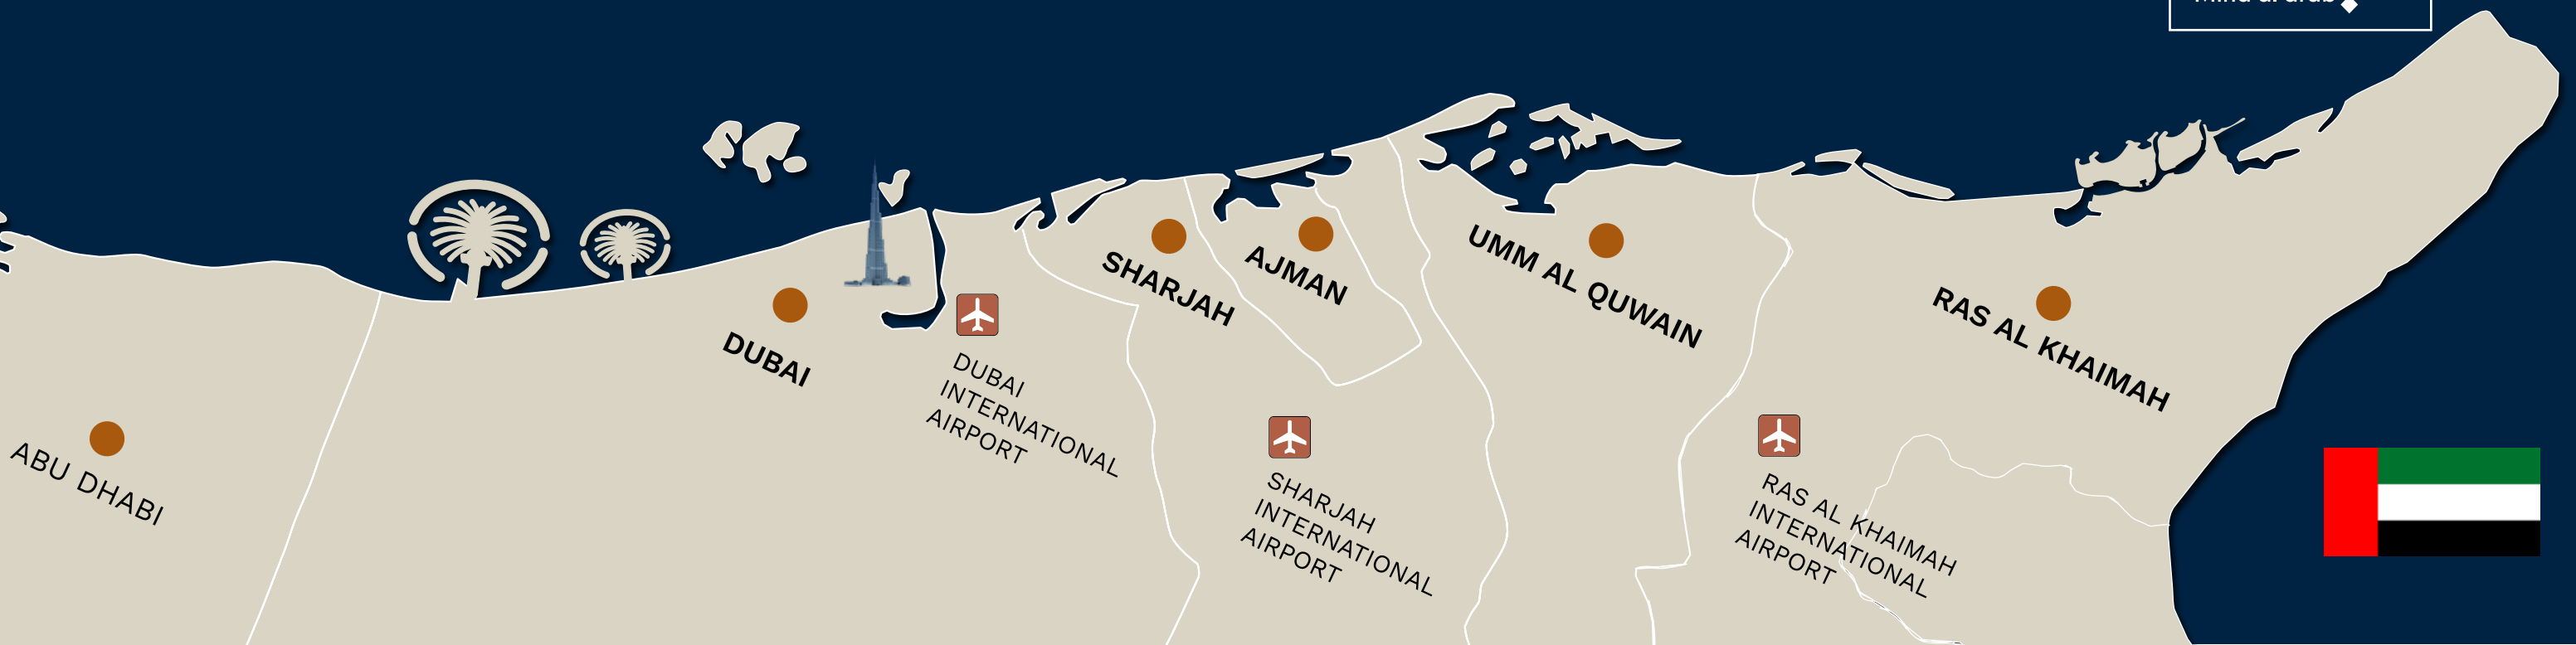 SHARJAH
AJMAN
UMM AL QUWAIN
RAS AL KHAIMAH
DUBAI
DUBAI
INTERNATIONAL
AIRPORT
ABU DHABI
SHARJAH
INTERNATIONAL
AIRPORT
RAS AL KHAIMAH
INTERNATIONAL
AIRPORT